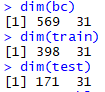 > dim(bc)
[1] 569  31
> dim(train)
[1] 398  31
> dim(test)
[1] 171  31